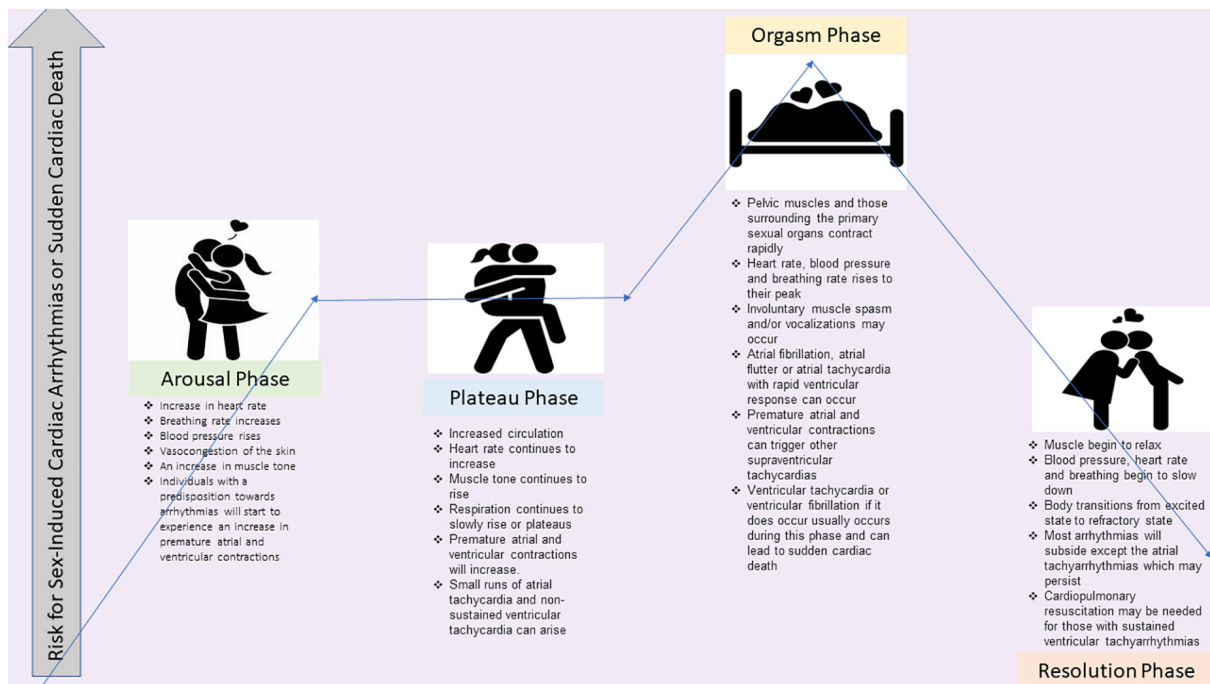 Risk for Sex-Induced Cardiac Arrhythmias or Sudden Cardiac Death
Arousal Phase
❖ Increase in heart rate
❖ Breathing rate increases
❖ Blood pressure rises
❖ Vasocongestion of the skin
❖ An increase in muscle tone
❖ Individuals with a
predisposition towards
arrhythmias will start to
experience an increase in
premature atrial and
ventricular contractions
Plateau Phase
❖ Increased circulation
❖ Heart rate continues to
increase
❖ Muscle tone continues to
rise
❖ Respiration continues to
slowly rise or plateaus
❖ Premature atrial and
ventricular contractions
will increase.
❖ Small runs of atrial
tachycardia and non-
sustained ventricular
tachycardia can arise
Orgasm Phase
❖ Pelvic muscles and those
surrounding the primary
sexual organs contract
rapidly
❖ Heart rate, blood pressure
and breathing rate rises to
their peak
❖ Involuntary muscle spasm
and/or vocalizations may
occur
❖ Atrial fibrillation, atrial
flutter or atrial tachycardia
with rapid ventricular
response can occur
❖ Premature atrial and
ventricular contractions
can trigger other
supraventricular
tachycardias
❖ Ventricular tachycardia or
ventricular fibrillation if it
does occur usually occurs
during this phase and can
lead to sudden cardiac
death
❖ Muscle begin to relax
❖ Blood pressure, heart rate
and breathing begin to slow
down
❖ Body transitions from excited
state to refractory state
❖ Most arrhythmias will
subside except the atrial
tachyarrhythmias which may
persist
❖ Cardiopulmonary
resuscitation may be needed
for those with sustained
ventricular tachyarrhythmias
Resolution Phase